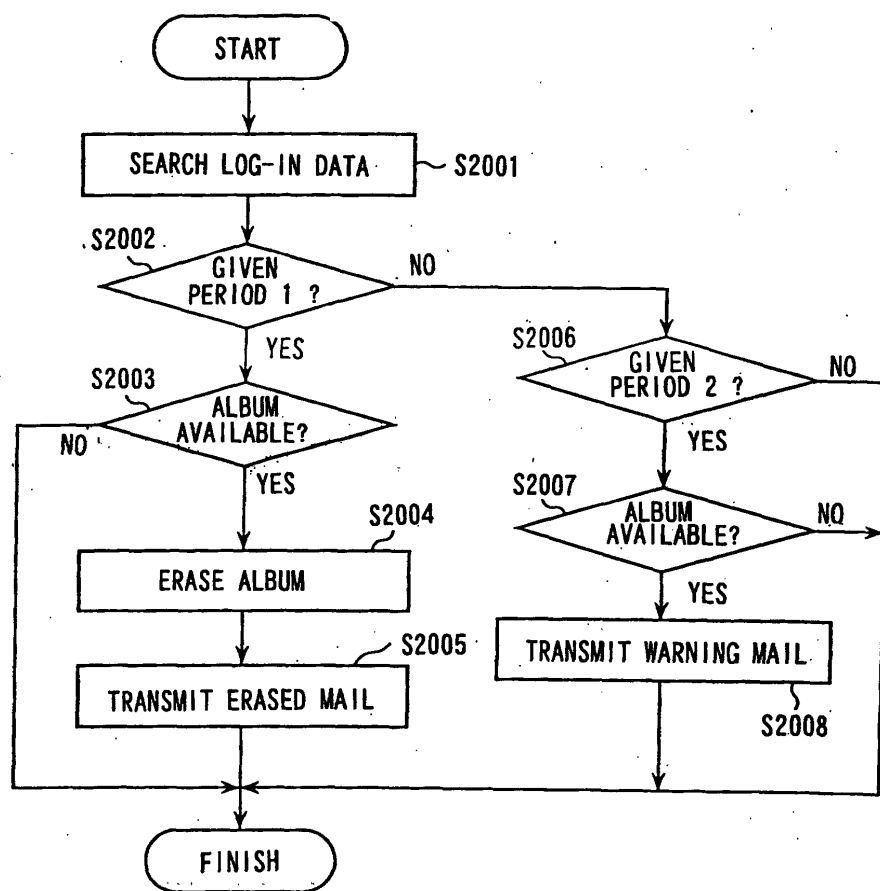 START
SEARCH LOG-IN DATA
S2001
S2002
GIVEN
PERIOD 1 ?
NO
YES
S2003
ALBUM
AVAILABLE?
NO
YES
S2004
ERASE ALBUM
S2005
TRANSMIT ERASED MAIL
S2006
GIVEN
PERIOD 2 ?
NO
YES
S2007
ALBUM
AVAILABLE?
NO
YES
TRANSMIT WARNING MAIL
S2008
FINISH